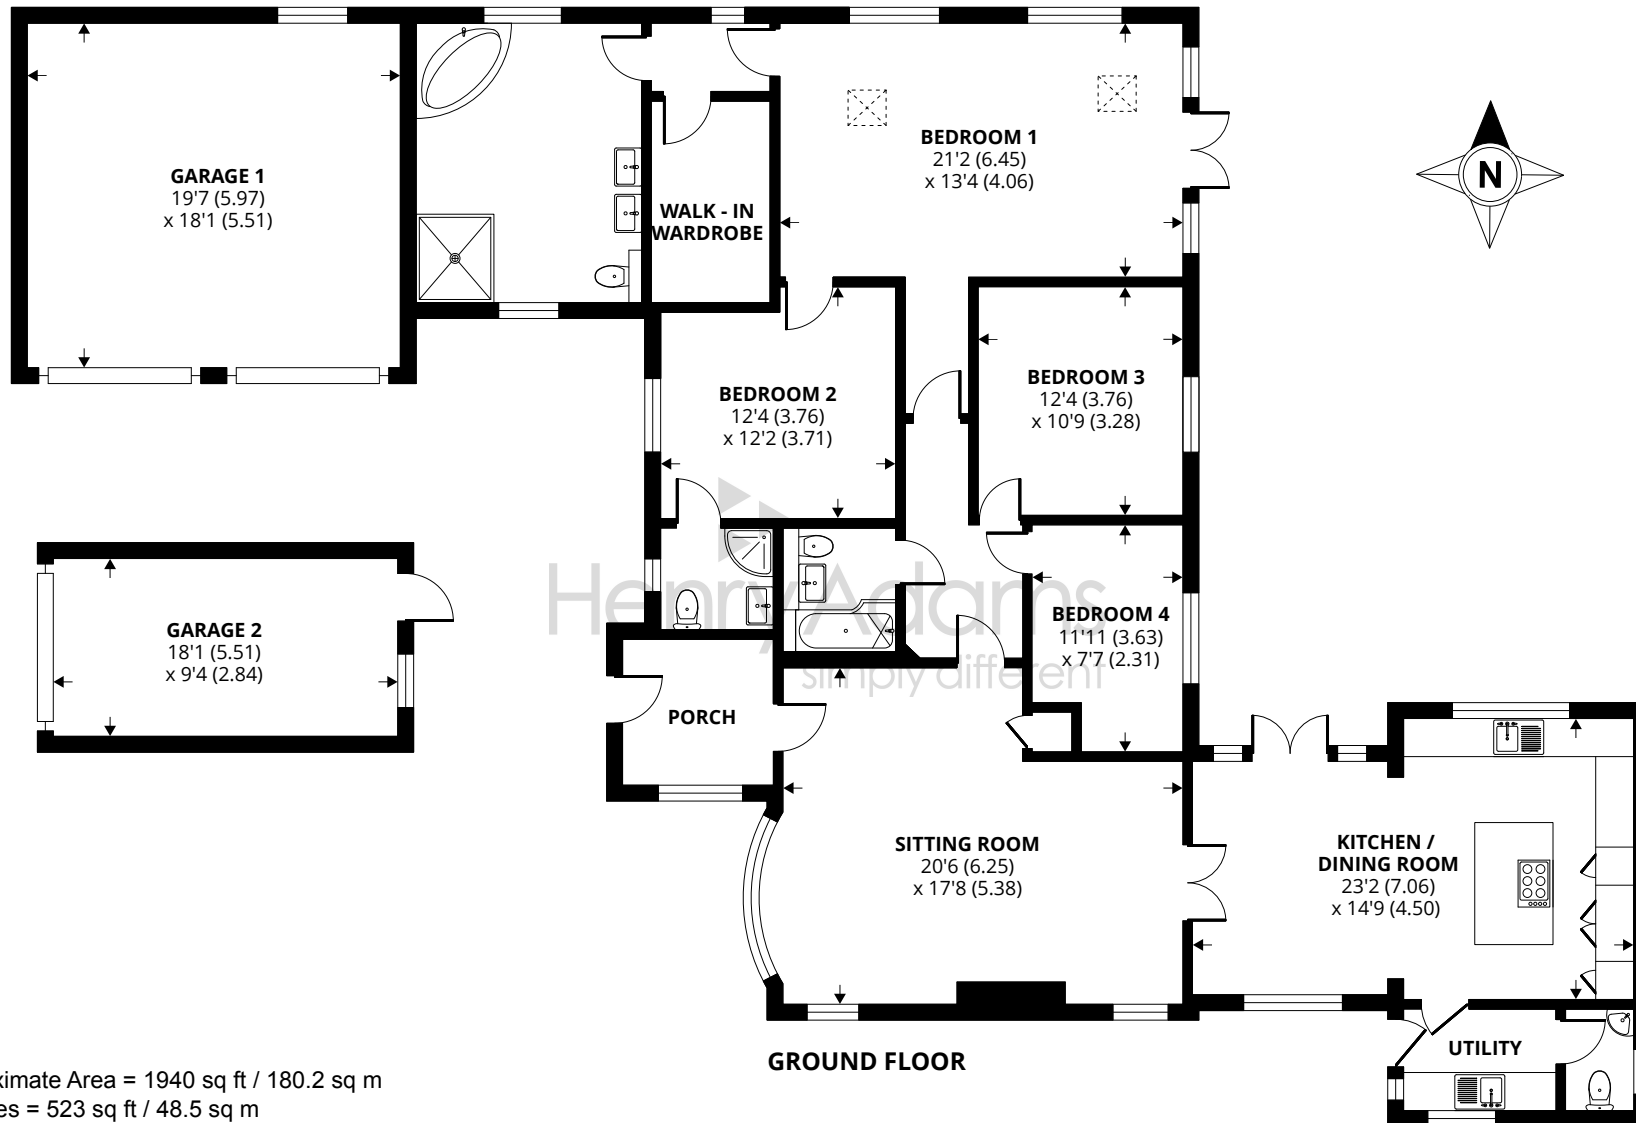 GARAGE 1
19'7 (5.97)
x 18'1 (5.51)
BEDROOM 1
21'2 (6.45)
x 13'4 (4.06)
N
WALK - IN
WARDROBE
BEDROOM 2
12'4 (3.76)
x 12'2 (3.71)
BEDROOM 3
12'4 (3.76)
x 10'9 (3.28)
HenryAdams
simply different
GARAGE 2
18'1 (5.51)
x 9'4 (2.84)
BEDROOM 4
11'11 (3.63)
x 7'7 (2.31)
PORCH
SITTING ROOM
20'6 (6.25)
x 17'8 (5.38)
KITCHEN /
DINING ROOM
23'2 (7.06)
x 14'9 (4.50)
UTILITY
GROUND FLOOR
ximate Area = 1940 sq ft / 180.2 sq m
es = 523 sq ft / 48.5 sq m